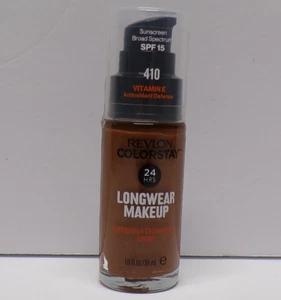 Sunscreen
Broad Spectrum
SPF 15
410
VITAMIN E
Antioxidant Defense
REVLON
COLORSTAY
24
HRS
LONGWEAR
MAKEUP